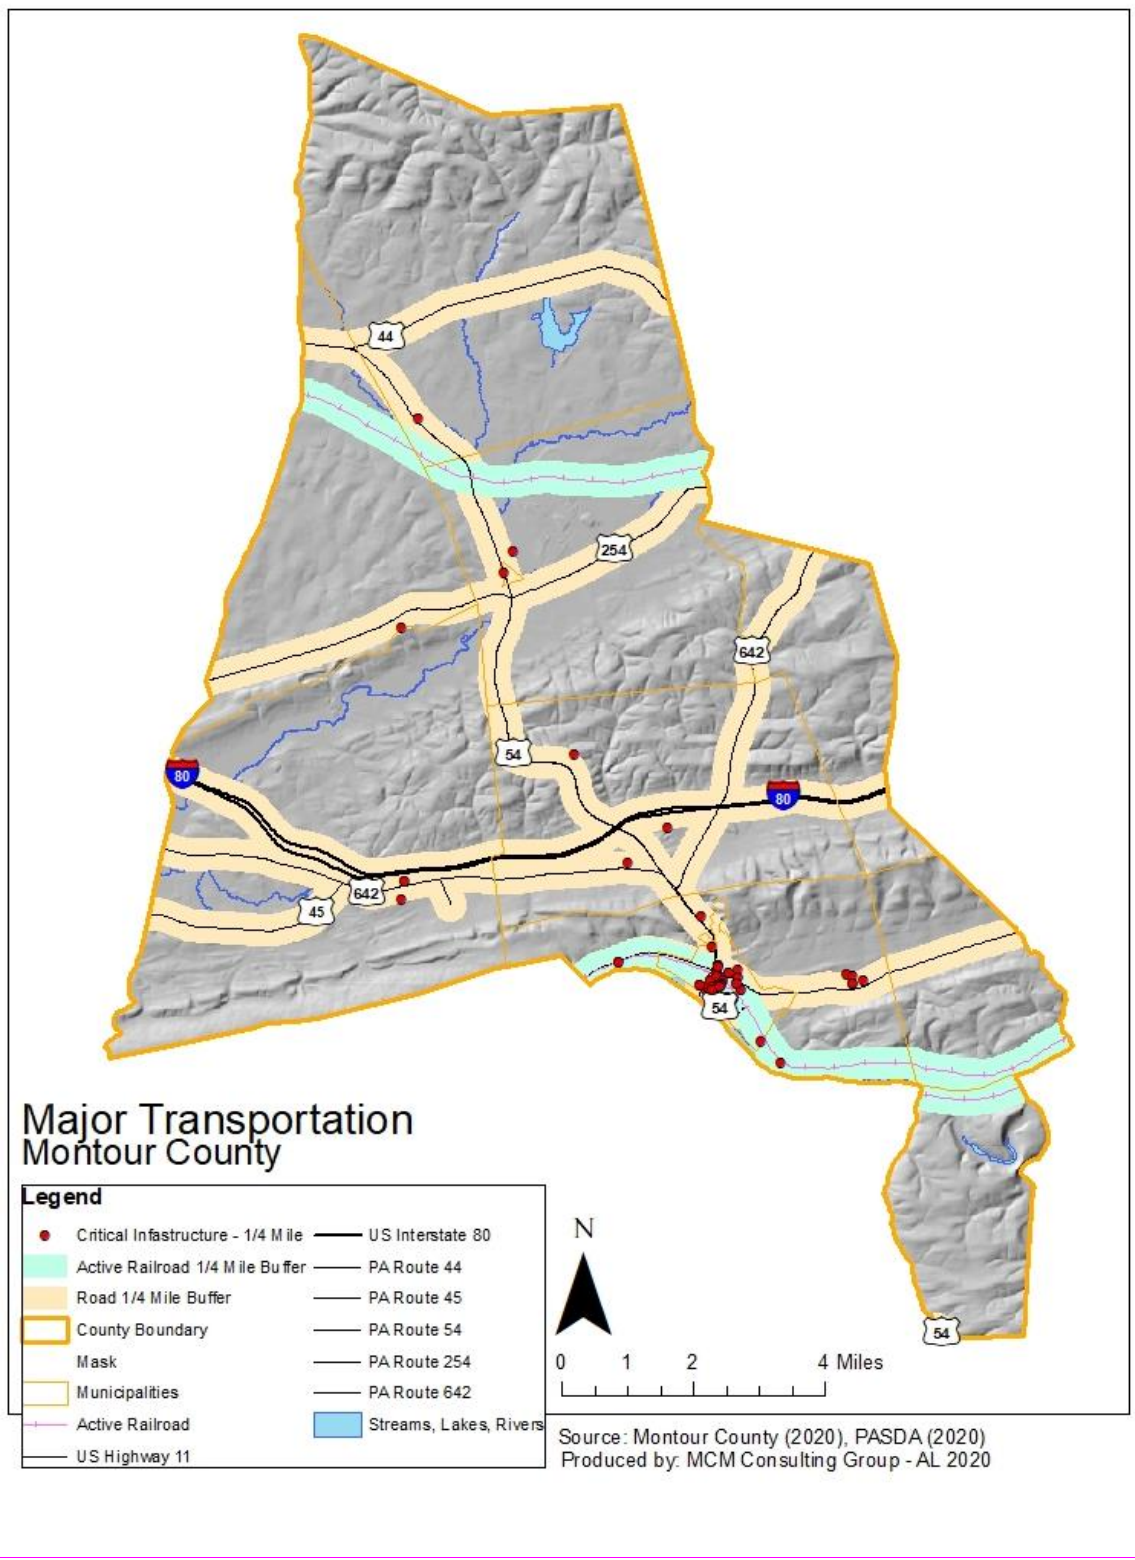 44
254
642
54
80
80
642
45
54
Major Transportation
Montour County
Legend
Critical Infastructure - 1/4 Mile
Active Railroad 1/4 Mile Buffer
Road 1/4 Mile Buffer
County Boundary
Mask
Municipalities
Active Railroad
US Highway 11
US Interstate 80
PA Route 44
PA Route 45
PA Route 54
PA Route 254
PA Route 642
Streams, Lakes, Rivers
N
54
0 1 2 4 Miles
Source: Montour County (2020), PASDA (2020)
Produced by: MCM Consulting Group - AL 2020